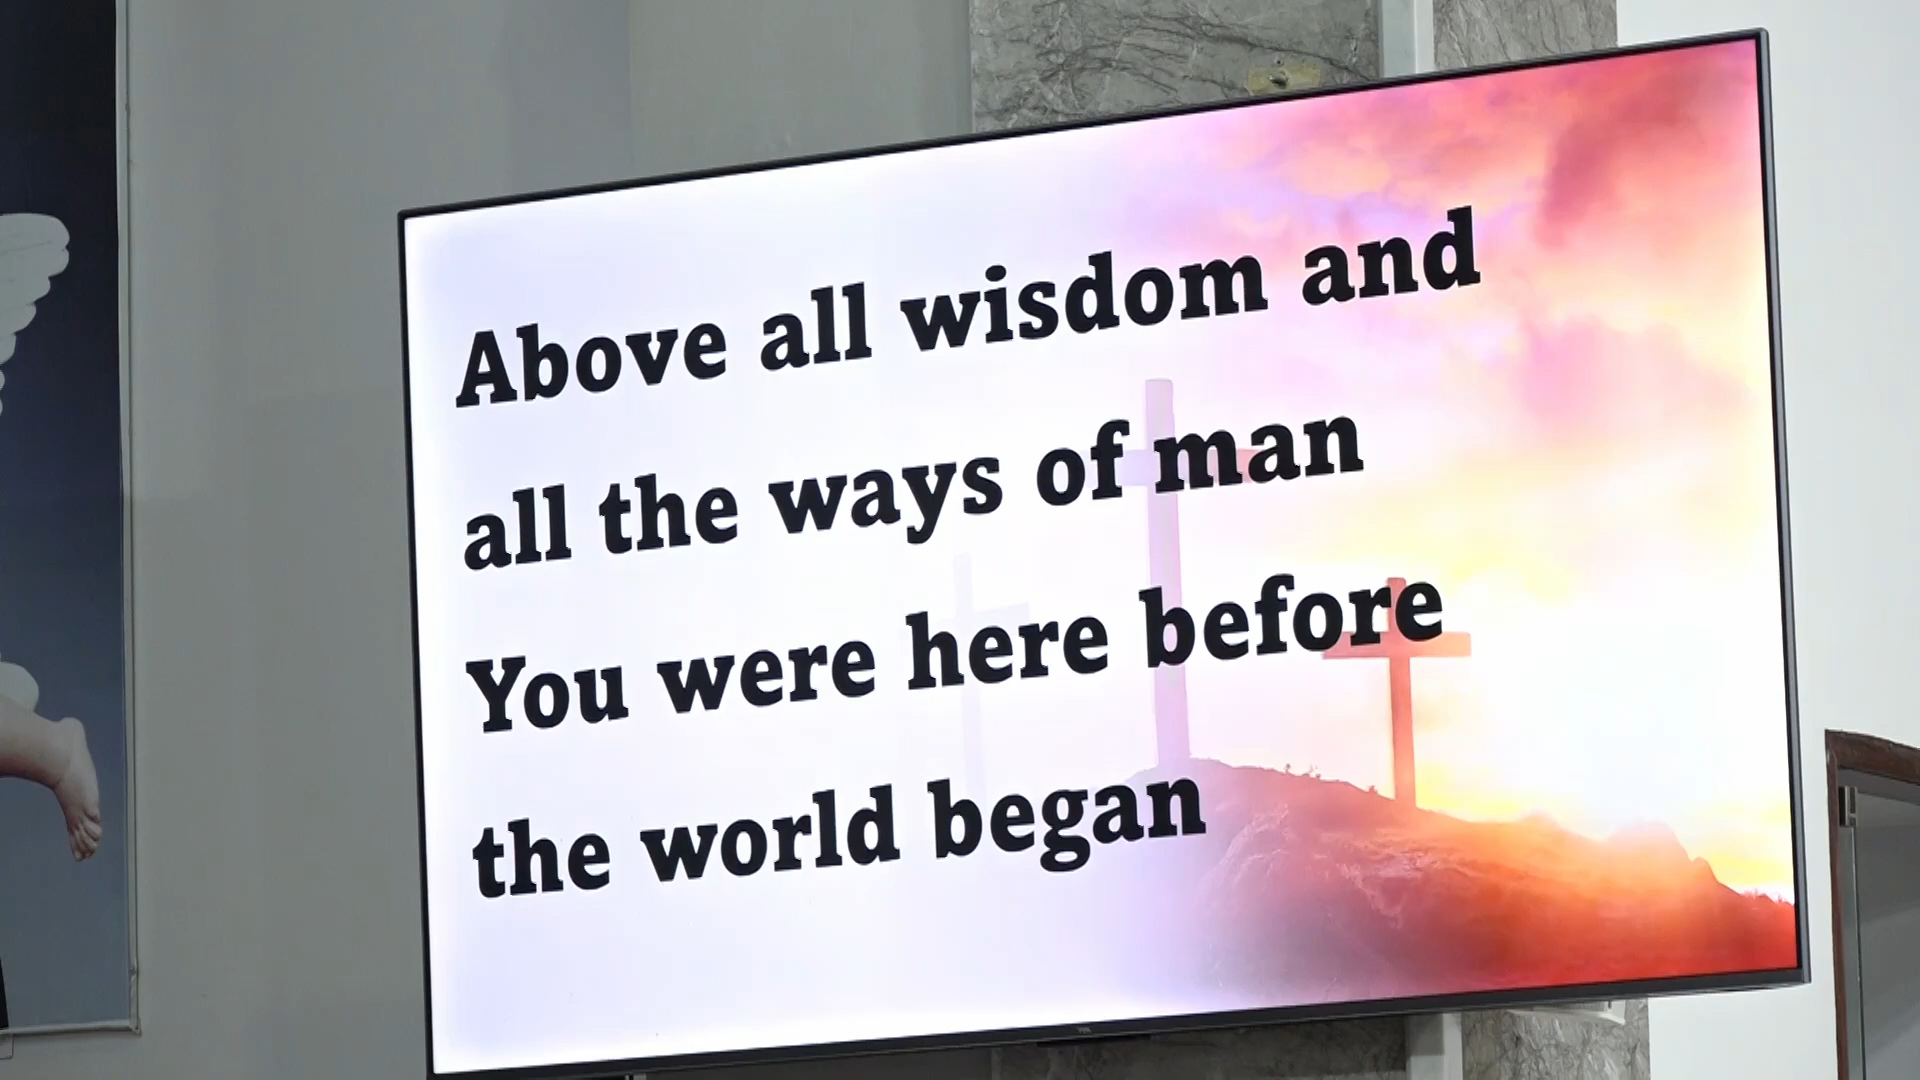 Above all wisdom and
all the ways of man
You were here before
the world began